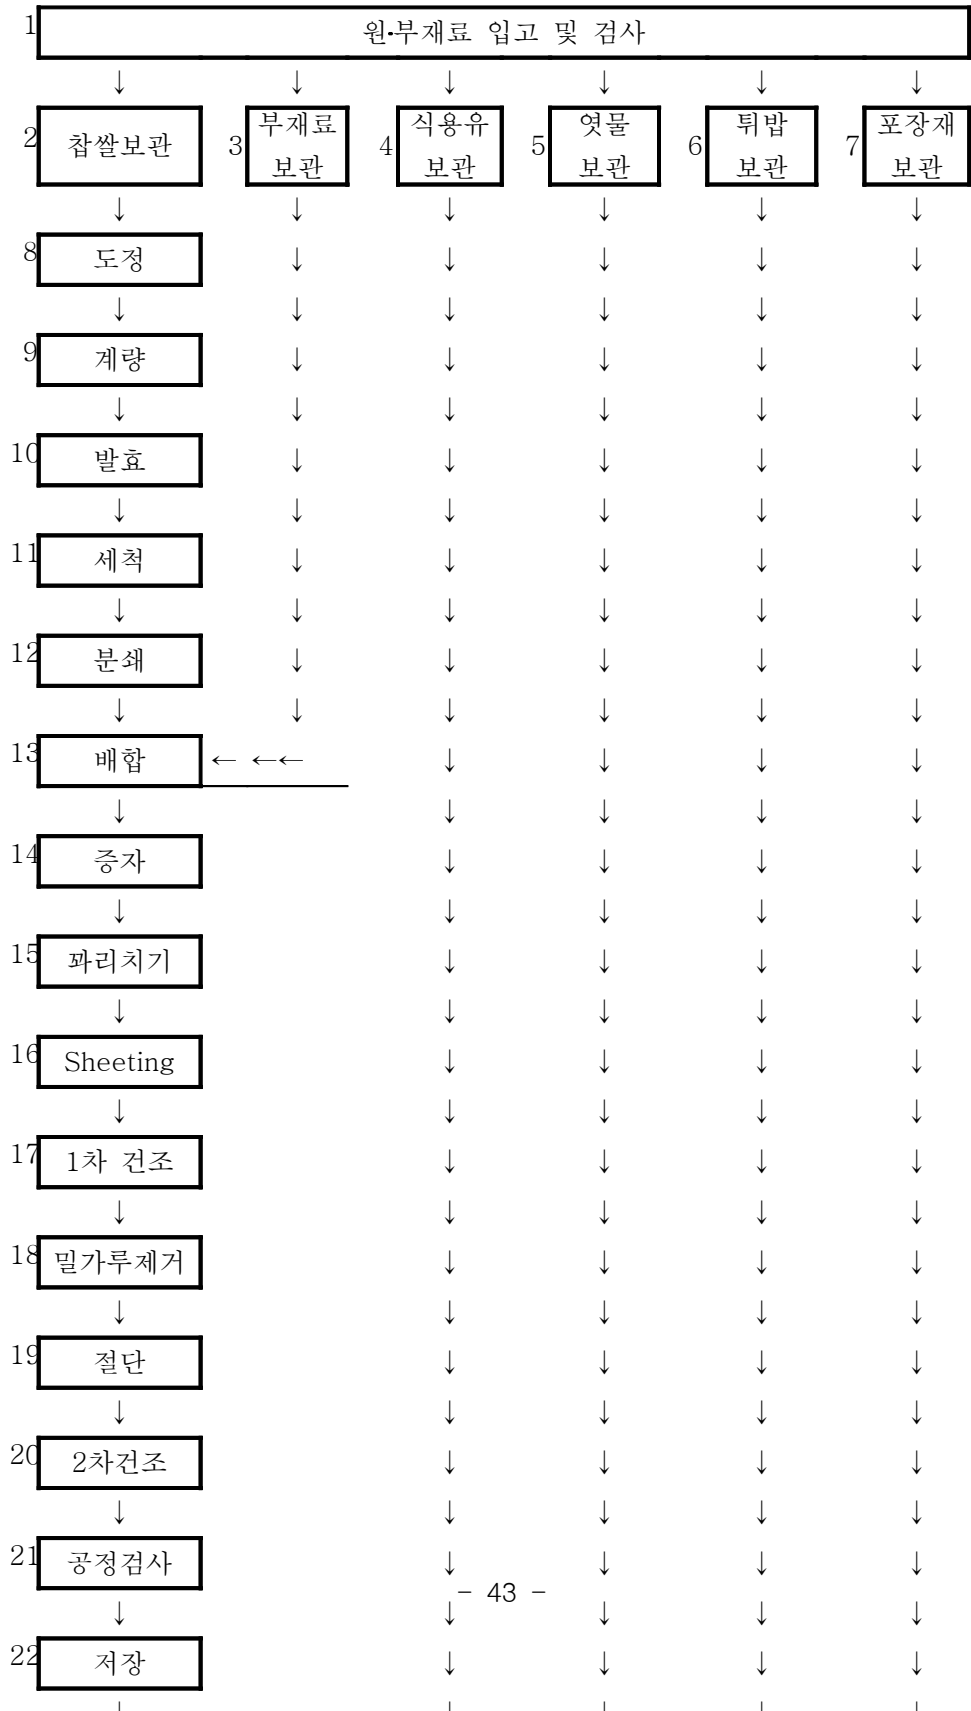 1 원·부재료 입고 및 검사
↓ ↓ ↓ ↓ ↓ ↓
2 찹쌀보관 3 부재료 보관 4 식용유 보관 5 엿물 보관 6 튀밥 보관 7 포장재 보관
↓ ↓ ↓ ↓ ↓ ↓
8 도정 ↓ ↓ ↓ ↓ ↓
↓ ↓ ↓ ↓ ↓ ↓
9 계량 ↓ ↓ ↓ ↓ ↓
↓ ↓ ↓ ↓ ↓ ↓
10 발효 ↓ ↓ ↓ ↓ ↓
↓ ↓ ↓ ↓ ↓ ↓
11 세척 ↓ ↓ ↓ ↓ ↓
↓ ↓ ↓ ↓ ↓ ↓
12 분쇄 ↓ ↓ ↓ ↓ ↓
↓ ↓ ↓ ↓ ↓ ↓
13 배합 ← ←← ↓ ↓ ↓ ↓
↓ ↓ ↓ ↓ ↓
14 증자 ↓ ↓ ↓ ↓
↓ ↓ ↓ ↓ ↓
15 꽈리치기 ↓ ↓ ↓ ↓
↓ ↓ ↓ ↓ ↓
16 Sheeting ↓ ↓ ↓ ↓
↓ ↓ ↓ ↓ ↓
17 1차 건조 ↓ ↓ ↓ ↓
↓ ↓ ↓ ↓ ↓
18 밀가루제거 ↓ ↓ ↓ ↓
↓ ↓ ↓ ↓ ↓
19 절단 ↓ ↓ ↓ ↓
↓ ↓ ↓ ↓ ↓
20 2차건조 ↓ ↓ ↓ ↓
↓ ↓ ↓ ↓ ↓
21 공정검사 ↓ ↓ ↓ ↓
- 43 -
↓ ↓ ↓ ↓ ↓
22 저장 ↓ ↓ ↓ ↓